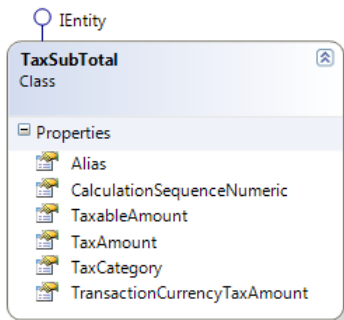 IEntity
TaxSubTotal
Class
Properties
Alias
CalculationSequenceNumeric
TaxableAmount
TaxAmount
TaxCategory
TransactionCurrencyTaxAmount